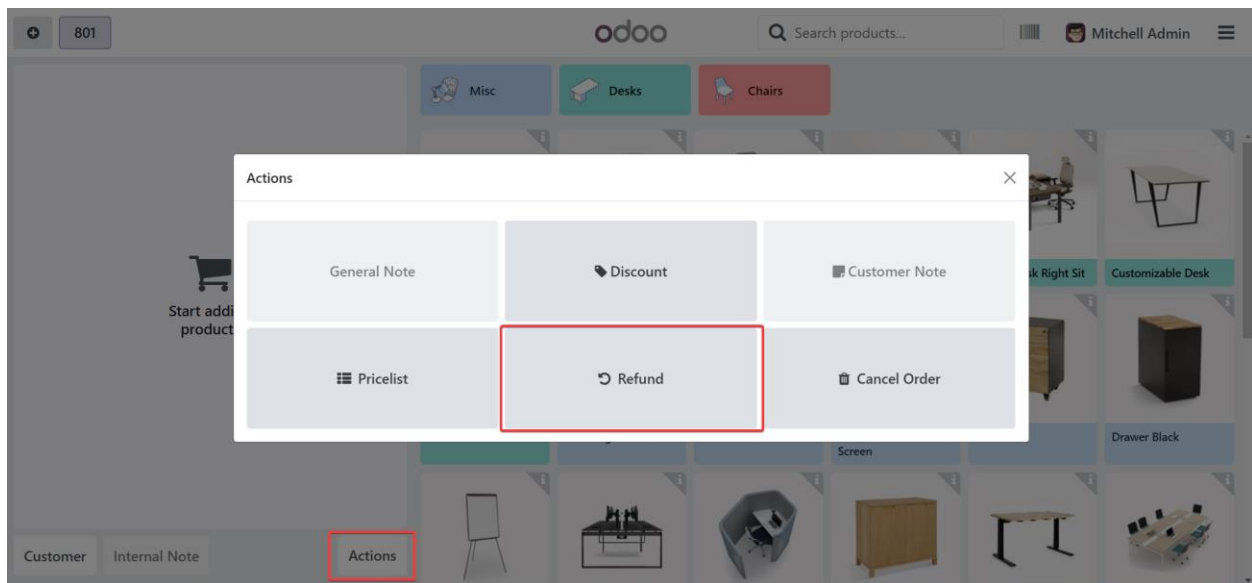 801
odoo
Search products...
Mitchell Admin
Misc
Desks
Chairs
Actions
General Note
Discount
Customer Note
Pricelist
Refund
Cancel Order
Start addi
product
sk Right Sit
Customizable Desk
Screen
Drawer Black
Customer
Internal Note
Actions